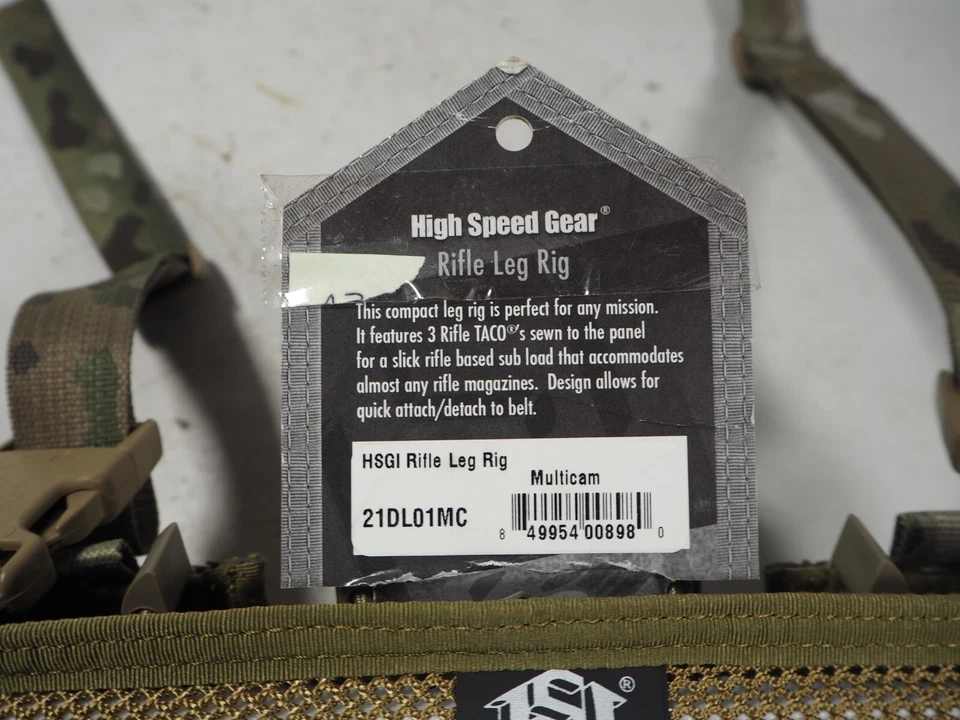 High Speed Gear®
Rifle Leg Rig
This compact leg rig is perfect for any mission.
It features 3 Rifle TACO®'s sewn to the panel
for a slick rifle based sub load that accommodates
almost any rifle magazines. Design allows for
quick attach/detach to belt.
HSGI Rifle Leg Rig
Multicam
21DL01MC
8 49954 00898 0
®